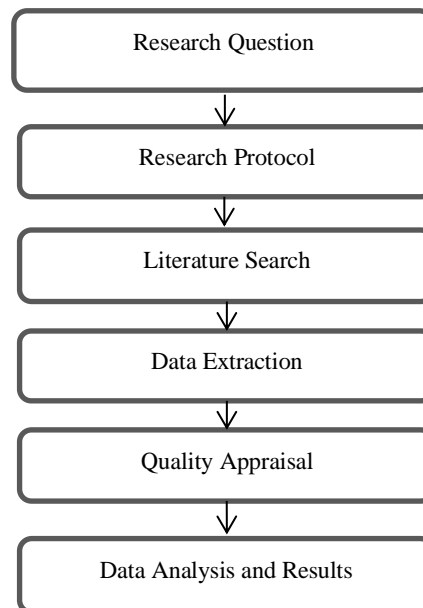 Research Question
Research Protocol
Literature Search
Data Extraction
Quality Appraisal
Data Analysis and Results